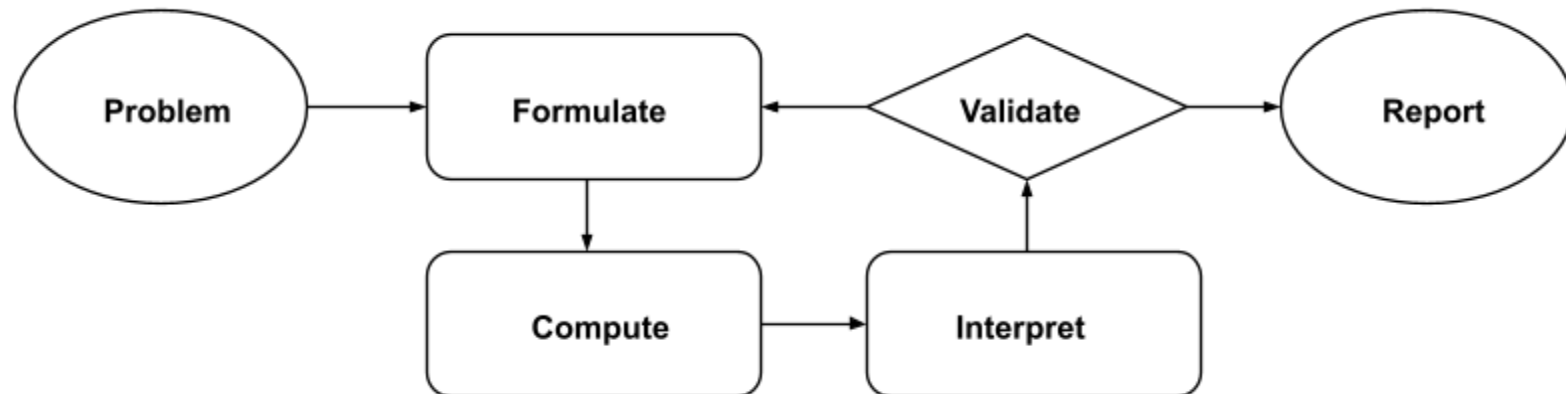 Problem
Formulate
Validate
Report
Compute
Interpret